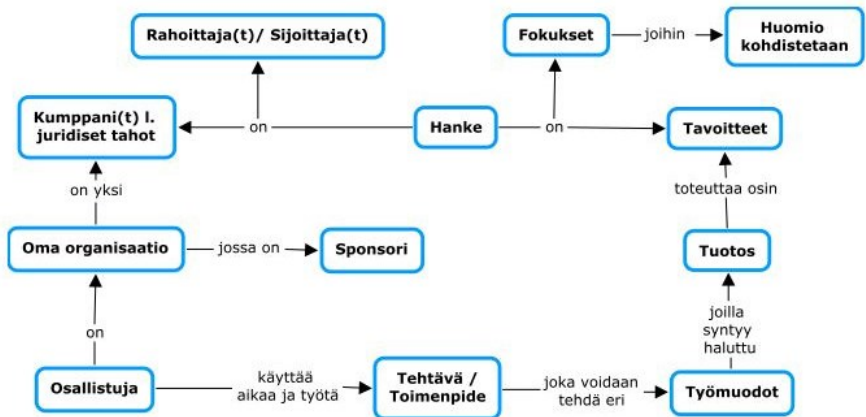 Rahoittaja(t)/ Sijoittaja(t)
Fokukset
joihin
Huomio
kohdistetaan
Kumppani(t) l.
juridiset tahot
on
Hanke
on
Tavoitteet
on yksi
toteuttaa osin
Oma organisaatio
jossa on
Sponsori
Tuotos
on
joilla
syntyy
haluttu
Osallistuja
käyttää
aikaa ja työtä
Tehtävä /
Toimenpide
joka voidaan
tehdä eri
Työmuodot